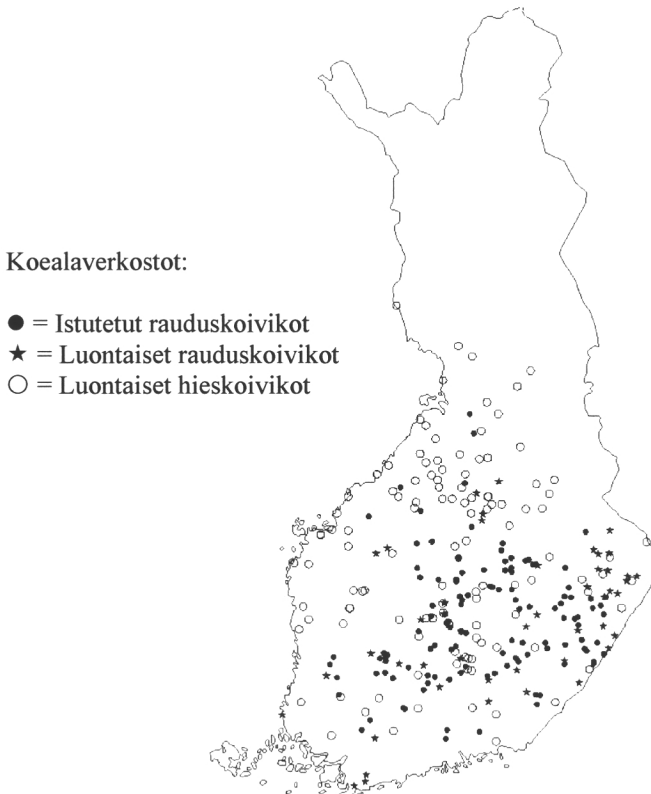 Koealaverkostot:
● = Istutetut rauduskoivikot
★ = Luontaiset rauduskoivikot
○ = Luontaiset hieskoivikot